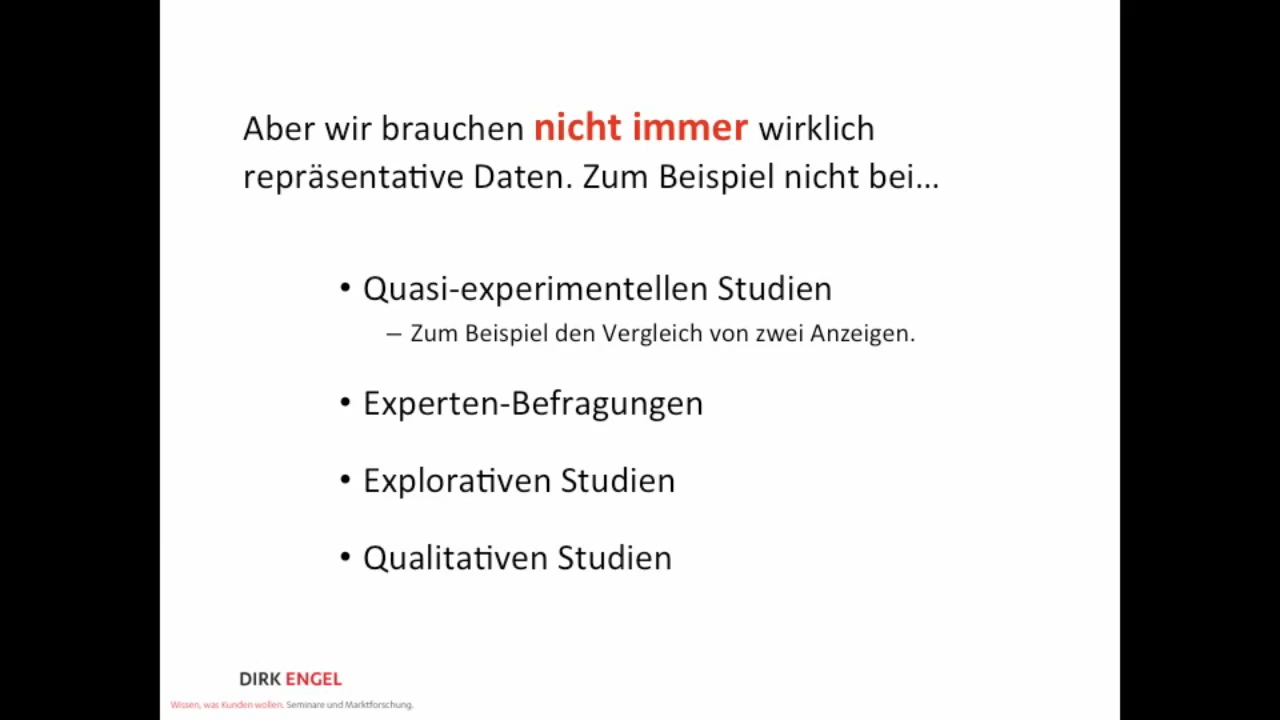 Aber wir brauchen nicht immer wirklich
repräsentative Daten. Zum Beispiel nicht bei…
• Quasi-experimentellen Studien
– Zum Beispiel den Vergleich von zwei Anzeigen.
• Experten-Befragungen
• Explorativen Studien
• Qualitativen Studien
DIRK ENGEL
Wissen, was Kunden wollen. Seminare und Marktforschung.